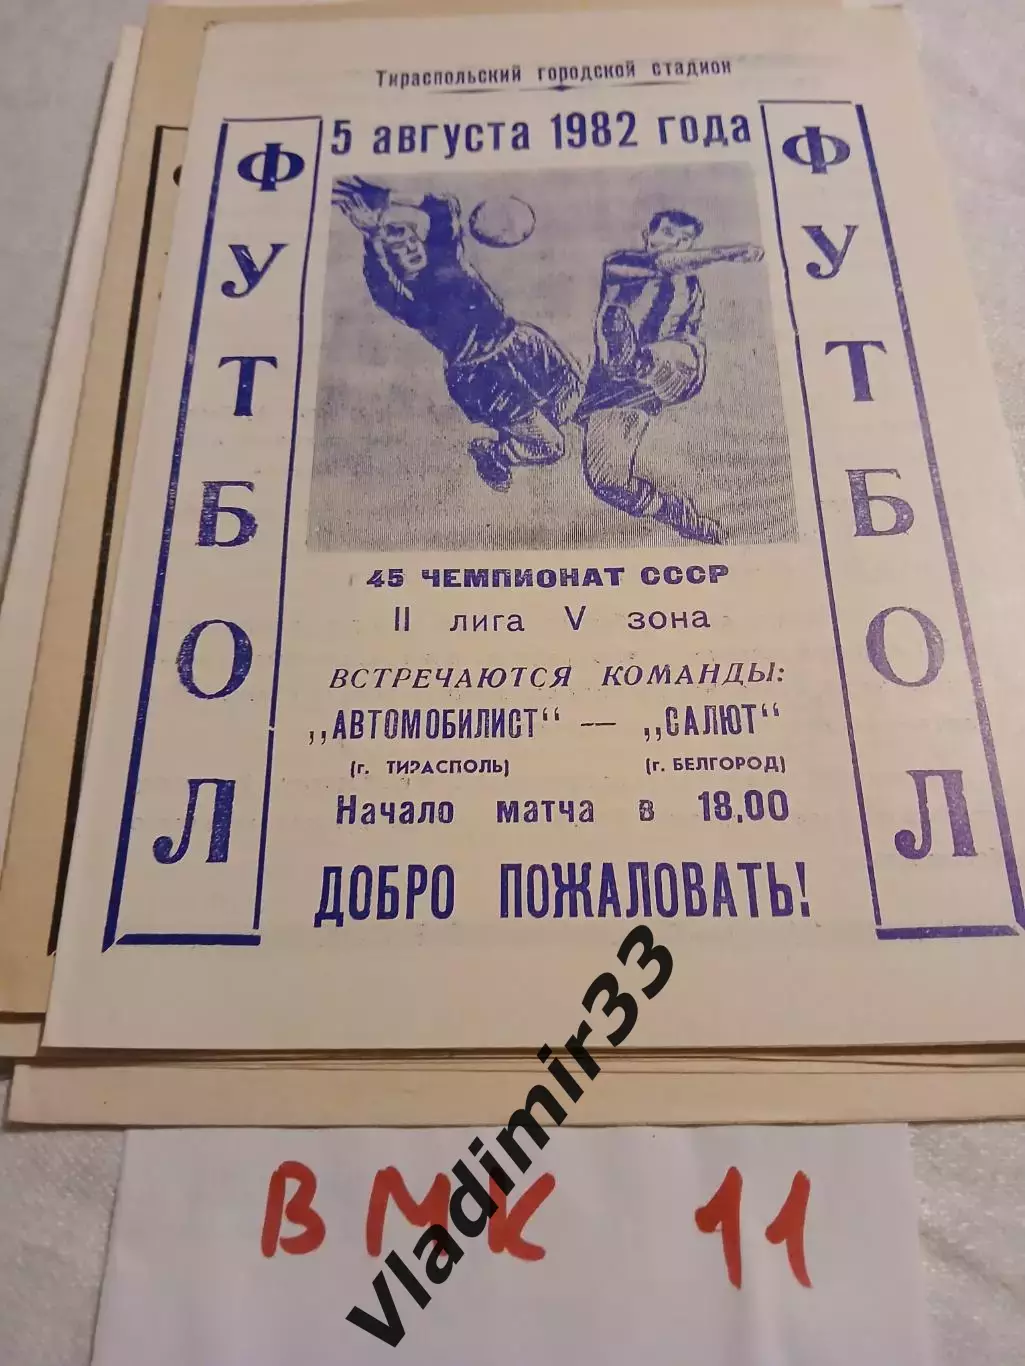 Тираспольский городской стадион
5 августа 1982 года
ФУТБОЛ
ФУТБОЛ
45 ЧЕМПИОНАТ СССР
II лига V зона
ВСТРЕЧАЮТСЯ КОМАНДЫ:
„АВТОМОБИЛИСТ“ — „САЛЮТ“
(г. ТИРАСПОЛЬ) (г. БЕЛГОРОД)
Начало матча в 18.00
ДОБРО ПОЖАЛОВАТЬ!
vladimir33
ВМК 11